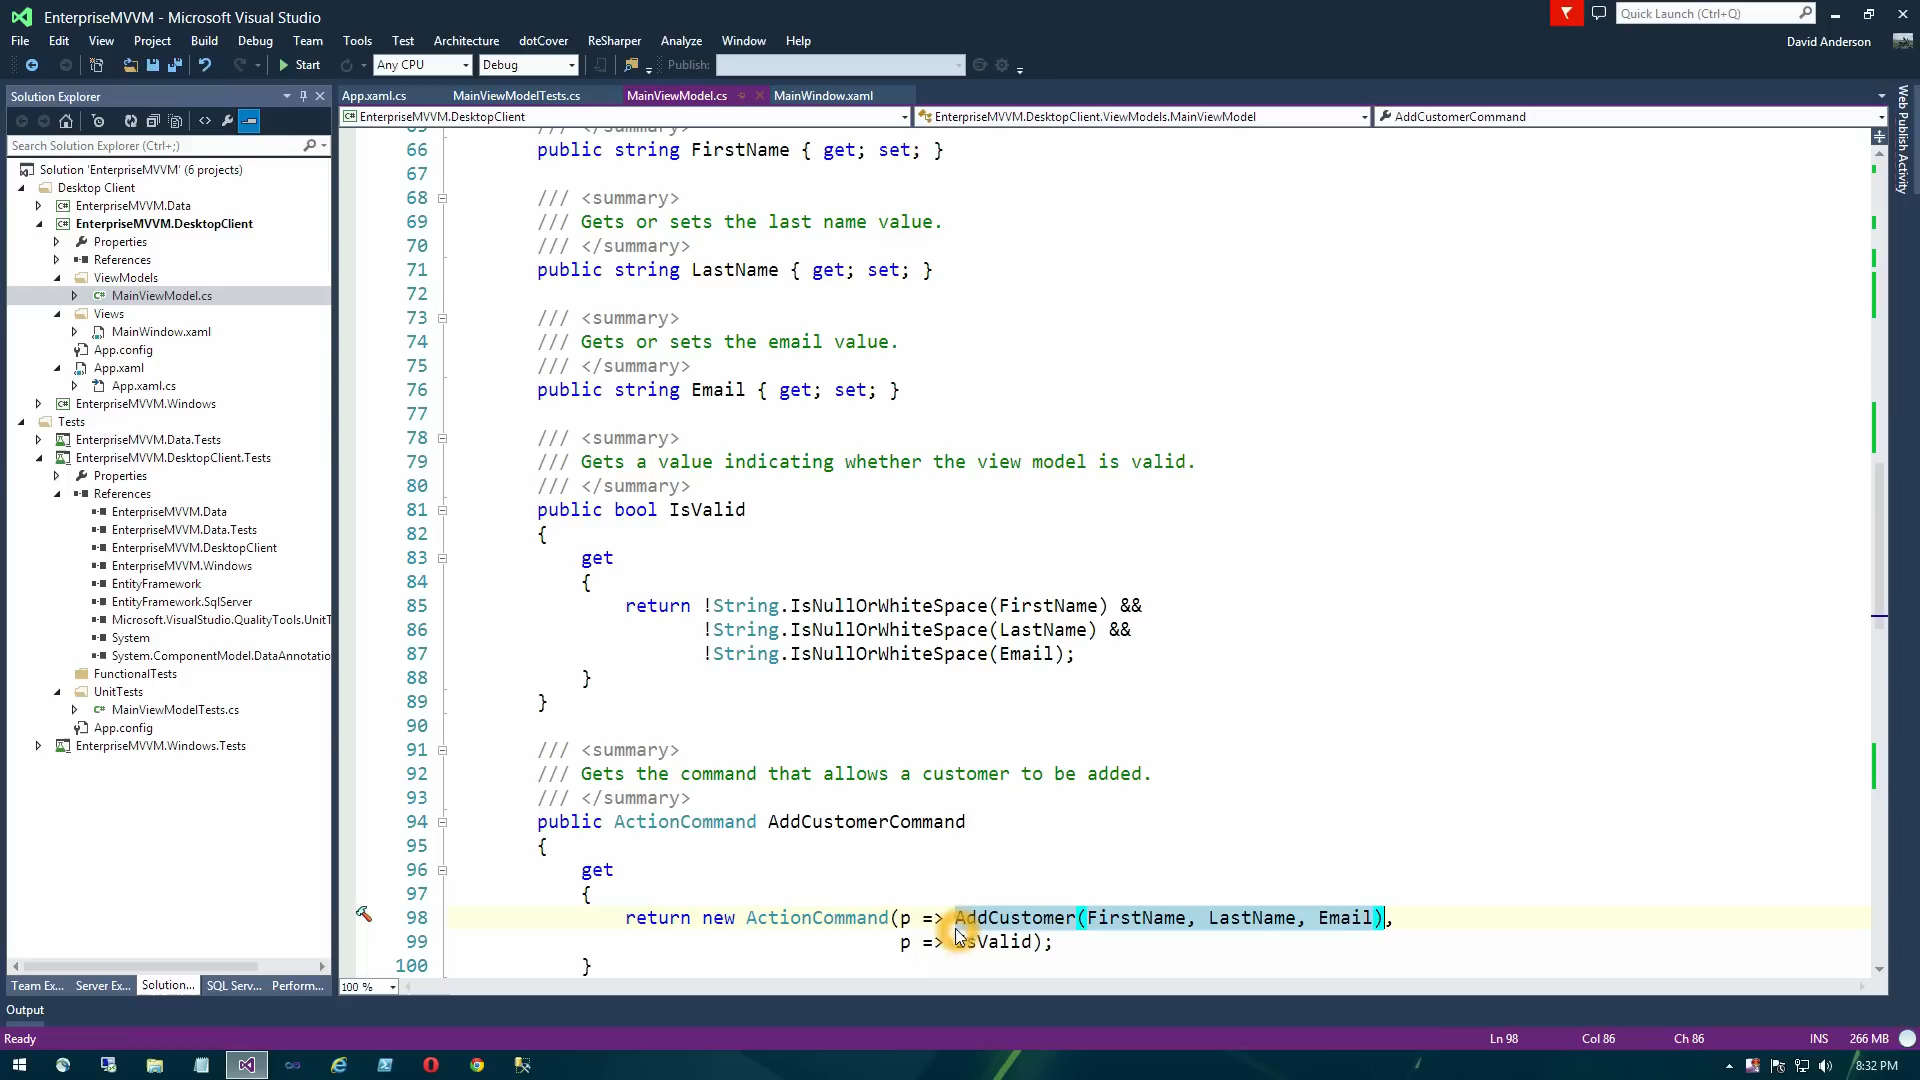 EnterpriseMVVM - Microsoft Visual Studio
Quick Launch (Ctrl+Q)
File Edit View Project Build Debug Team Tools Test Architecture dotCover ReSharper Analyze Window Help
David Anderson
Start Any CPU Debug Publish:
Solution Explorer
App.xaml.cs MainViewModelTests.cs MainViewModel.cs MainWindow.xaml
EnterpriseMVVM.DesktopClient EnterpriseMVVM.DesktopClient.ViewModels.MainViewModel AddCustomerCommand
Web Publish Activity
Search Solution Explorer (Ctrl+;)
Solution 'EnterpriseMVVM' (6 projects)
Desktop Client
EnterpriseMVVM.Data
EnterpriseMVVM.DesktopClient
Properties
References
ViewModels
MainViewModel.cs
Views
MainWindow.xaml
App.config
App.xaml
App.xaml.cs
EnterpriseMVVM.Windows
Tests
EnterpriseMVVM.Data.Tests
EnterpriseMVVM.DesktopClient.Tests
Properties
References
EnterpriseMVVM.Data
EnterpriseMVVM.Data.Tests
EnterpriseMVVM.DesktopClient
EnterpriseMVVM.Windows
EntityFramework
EntityFramework.SqlServer
Microsoft.VisualStudio.QualityTools.UnitT
System
System.ComponentModel.DataAnnotatio
FunctionalTests
UnitTests
MainViewModelTests.cs
App.config
EnterpriseMVVM.Windows.Tests
Team Ex... Server Ex... Solution... SQL Serv... Perform...
65 /// </summary>
66 public string FirstName { get; set; }
67
68 /// <summary>
69 /// Gets or sets the last name value.
70 /// </summary>
71 public string LastName { get; set; }
72
73 /// <summary>
74 /// Gets or sets the email value.
75 /// </summary>
76 public string Email { get; set; }
77
78 /// <summary>
79 /// Gets a value indicating whether the view model is valid.
80 /// </summary>
81 public bool IsValid
82 {
83 get
84 {
85 return !String.IsNullOrWhiteSpace(FirstName) &&
86 !String.IsNullOrWhiteSpace(LastName) &&
87 !String.IsNullOrWhiteSpace(Email);
88 }
89 }
90
91 /// <summary>
92 /// Gets the command that allows a customer to be added.
93 /// </summary>
94 public ActionCommand AddCustomerCommand
95 {
96 get
97 {
98 return new ActionCommand(p => AddCustomer(FirstName, LastName, Email),
99 p => IsValid);
100 }
100 %
Output
Ready Ln 98 Col 86 Ch 86 INS 266 MB
8:32 PM